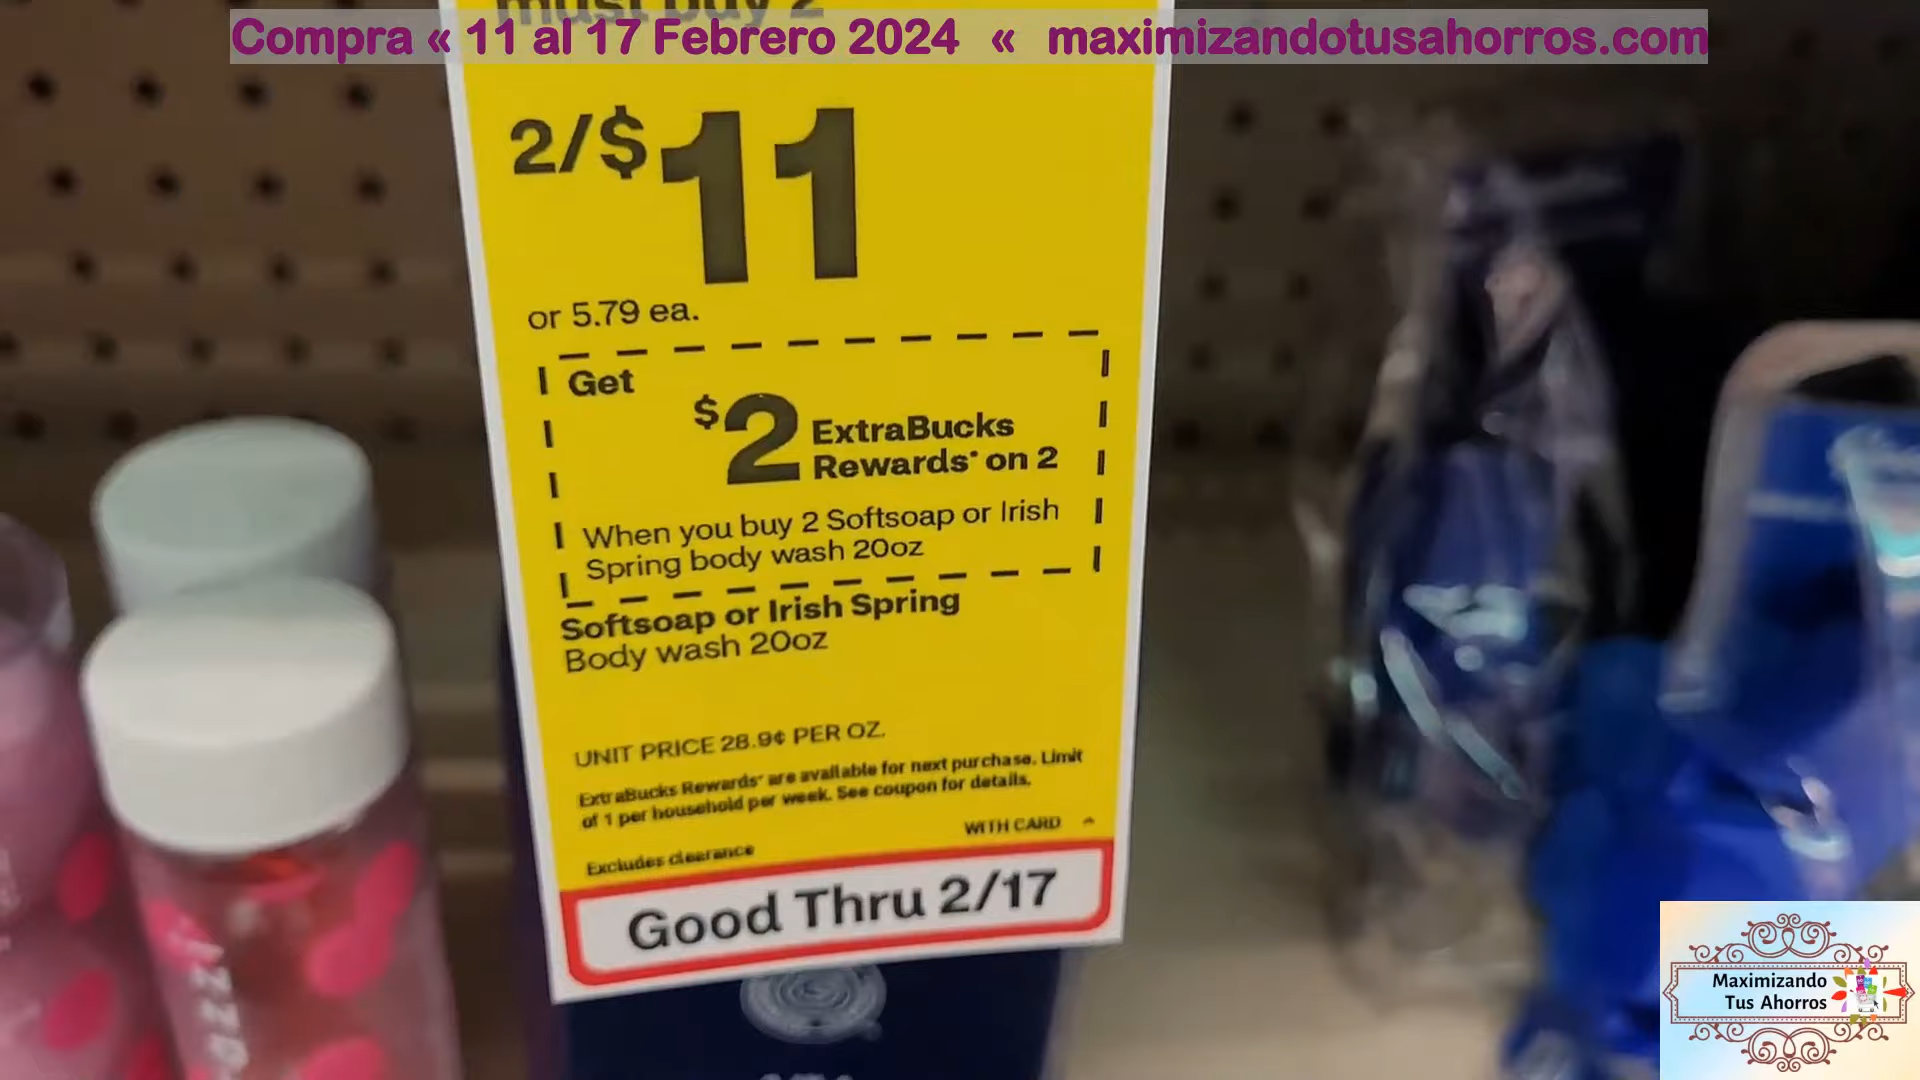 must buy 2
Compra « 11 al 17 Febrero 2024 « maximizandotusahorros.com
2/$11
or 5.79 ea.
Get
$2 ExtraBucks
Rewards* on 2
When you buy 2 Softsoap or Irish
Spring body wash 20oz
Softsoap or Irish Spring
Body wash 20oz
UNIT PRICE 28.9¢ PER OZ.
ExtraBucks Rewards* are available for next purchase. Limit
of 1 per household per week. See coupon for details.
WITH CARD
Excludes clearance
Good Thru 2/17
Maximizando
Tus Ahorros